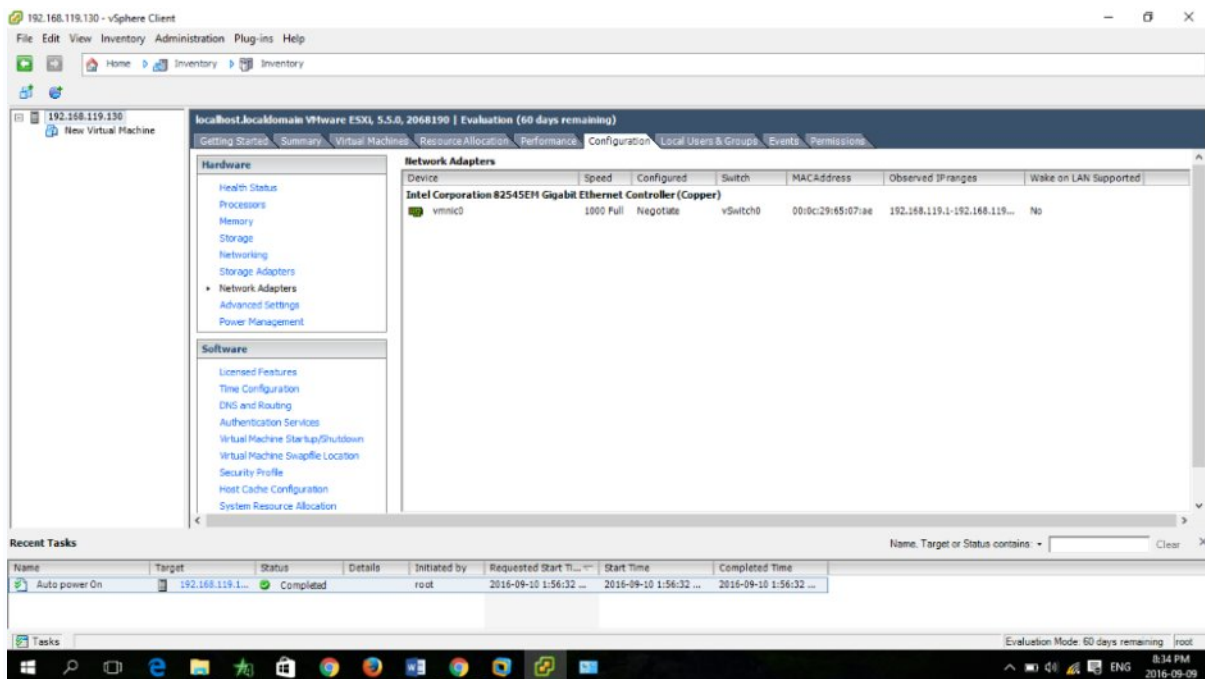 192.168.119.130 - vSphere Client
File Edit View Inventory Administration Plug-ins Help
Home Inventory Inventory
192.168.119.130
New Virtual Machine
localhost.localdomain VMware ESXi, 5.5.0, 2068190 | Evaluation (60 days remaining)
Getting Started Summary Virtual Machines Resource Allocation Performance Configuration Local Users & Groups Events Permissions
Hardware
Health Status
Processors
Memory
Storage
Networking
Storage Adapters
Network Adapters
Advanced Settings
Power Management
Software
Licensed Features
Time Configuration
DNS and Routing
Authentication Services
Virtual Machine Startup/Shutdown
Virtual Machine Swapfile Location
Security Profile
Host Cache Configuration
System Resource Allocation
Network Adapters
Device Speed Configured Switch MAC Address Observed IP ranges Wake on LAN Supported
Intel Corporation 82545EM Gigabit Ethernet Controller (Copper)
vmnic0 1000 Full Negotiate vSwitch0 00:0c:29:65:07:ae 192.168.119.1-192.168.119... No
Recent Tasks
Name, Target or Status contains: Clear
Name Target Status Details Initiated by Requested Start Ti... Start Time Completed Time
Auto power On 192.168.119.1... Completed root 2016-09-10 1:56:32 ... 2016-09-10 1:56:32 ... 2016-09-10 1:56:32 ...
Tasks
Evaluation Mode: 60 days remaining root
ENG
8:34 PM
2016-09-09